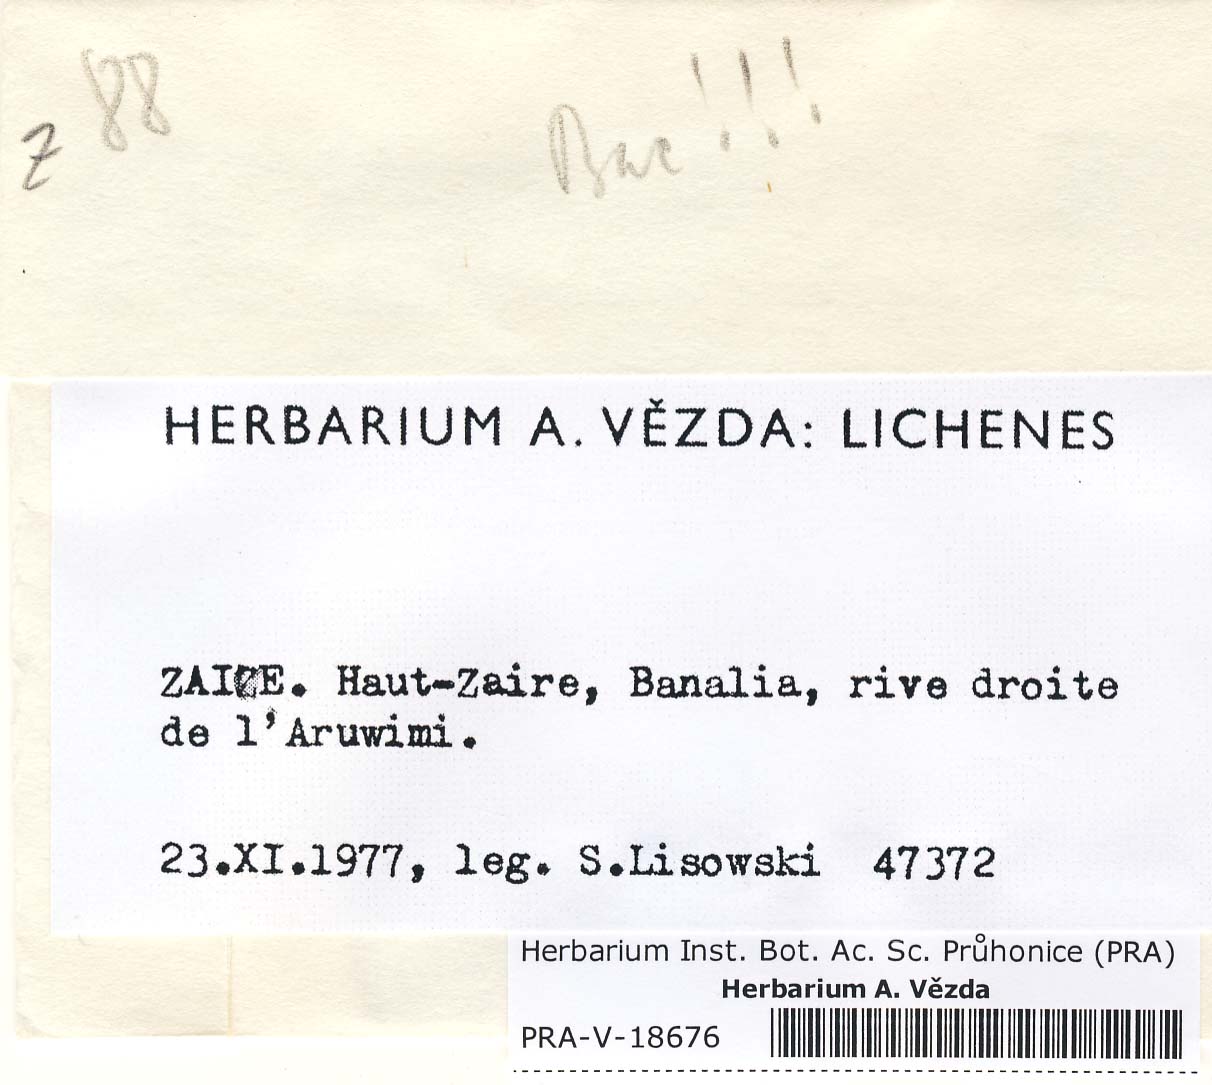 z 88
Bac !!!
HERBARIUM A. VĚZDA: LICHENES
ZAIRE. Haut-Zaire, Banalia, rive droite
de l'Aruwimi.
23.XI.1977, leg. S.Lisowski 47372
Herbarium Inst. Bot. Ac. Sc. Průhonice (PRA)
Herbarium A. Vězda
PRA-V-18676